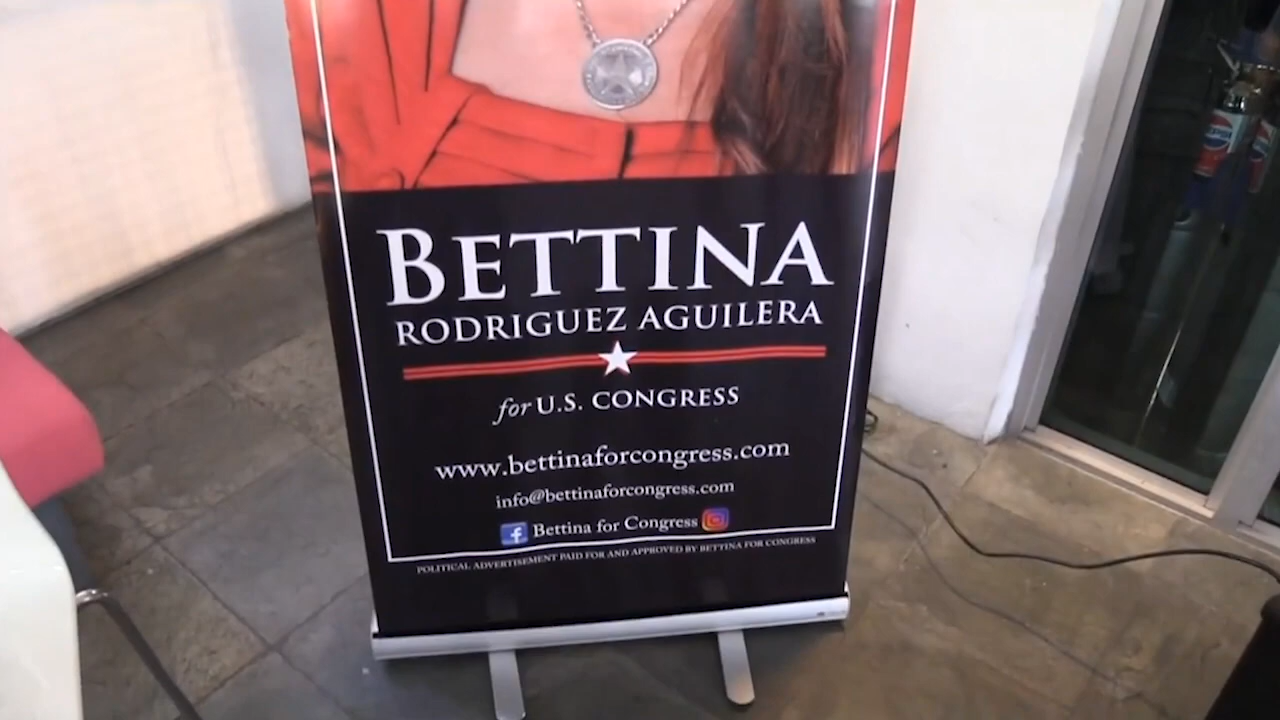 BETTINA
RODRIGUEZ AGUILERA
for U.S. CONGRESS
www.bettinaforcongress.com
info@bettinaforcongress.com
Bettina for Congress
POLITICAL ADVERTISEMENT PAID FOR AND APPROVED BY BETTINA FOR CONGRESS
PEPSI